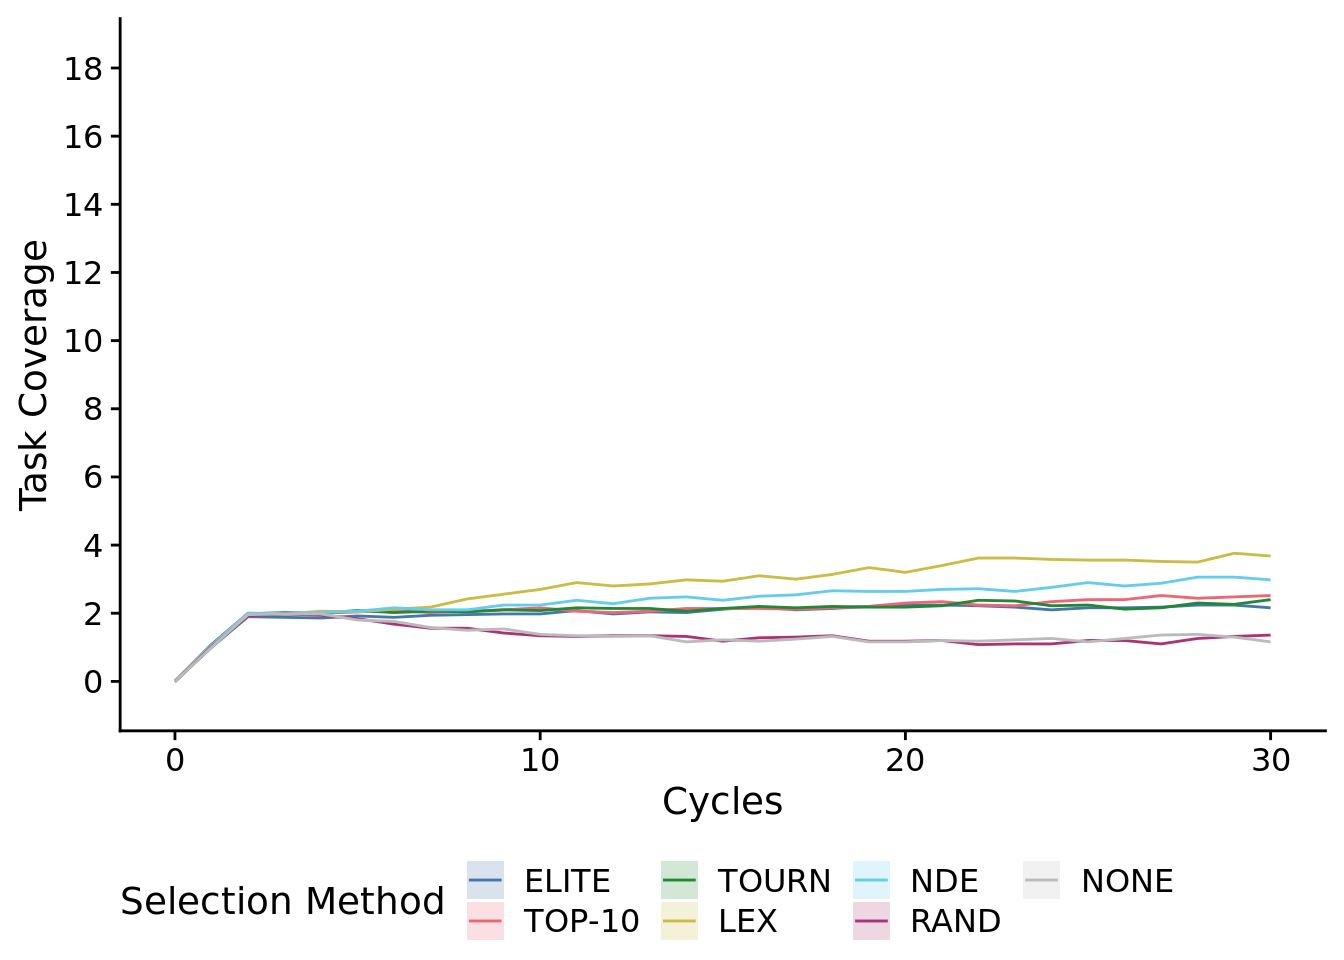 18
16
14
12
10
8
6
4
2
0
Task Coverage
0 10 20 30
Cycles
Selection Method
ELITE TOURN NDE NONE
TOP-10 LEX RAND